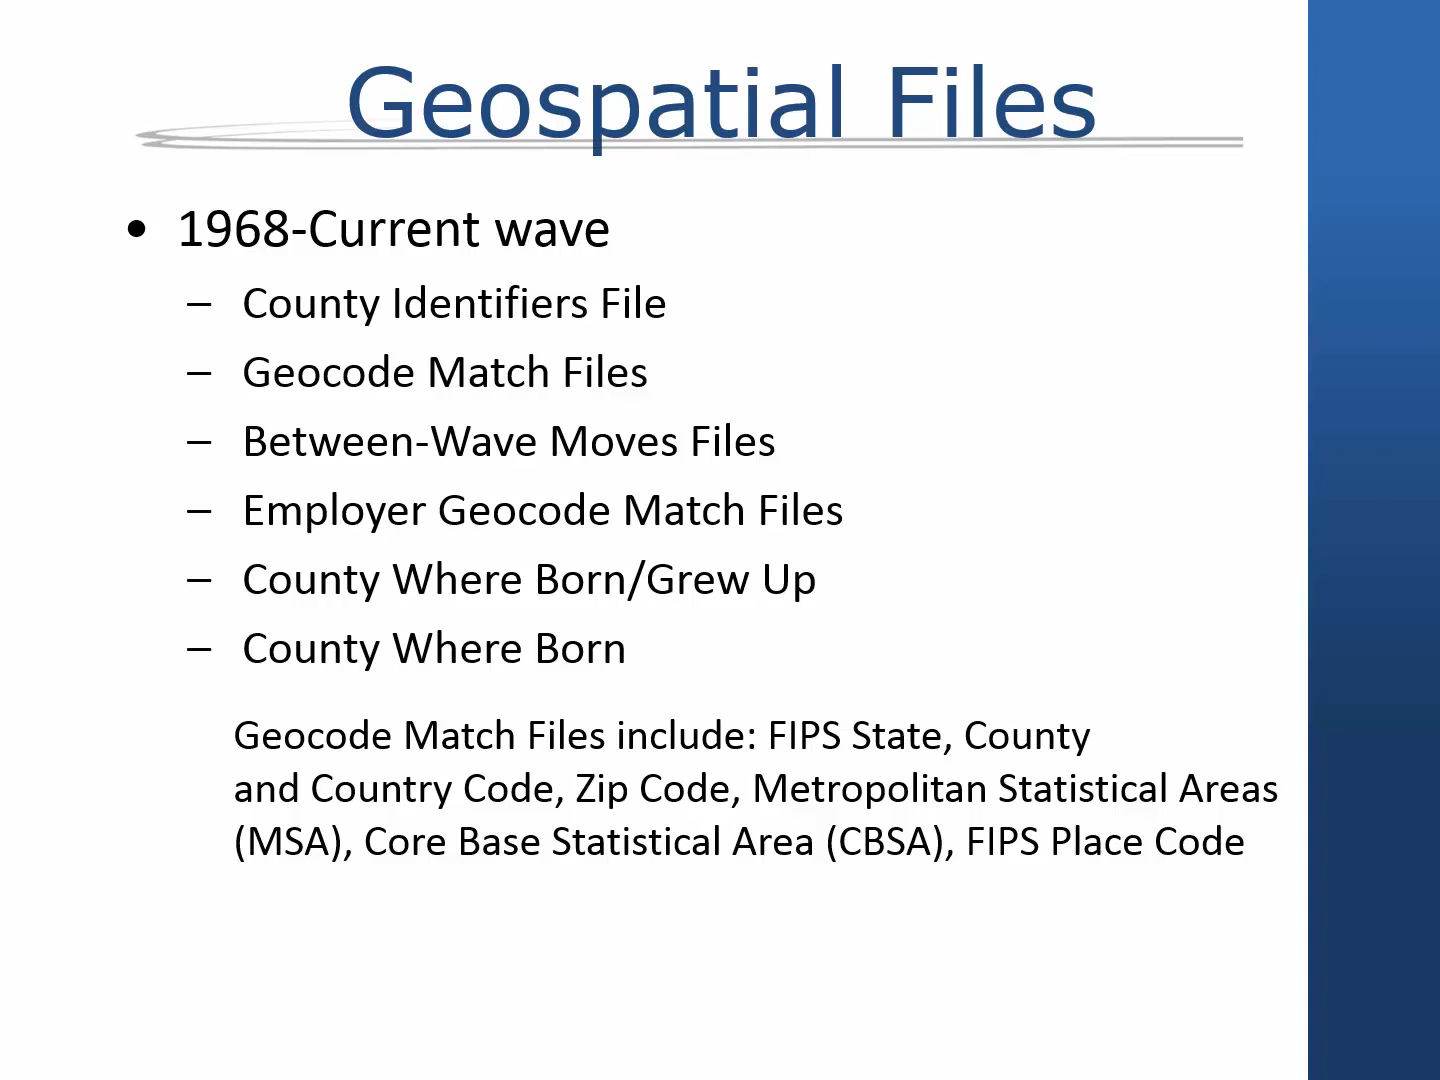 Geospatial Files
• 1968-Current wave
– County Identifiers File
– Geocode Match Files
– Between-Wave Moves Files
– Employer Geocode Match Files
– County Where Born/Grew Up
– County Where Born
Geocode Match Files include: FIPS State, County
and Country Code, Zip Code, Metropolitan Statistical Areas
(MSA), Core Base Statistical Area (CBSA), FIPS Place Code